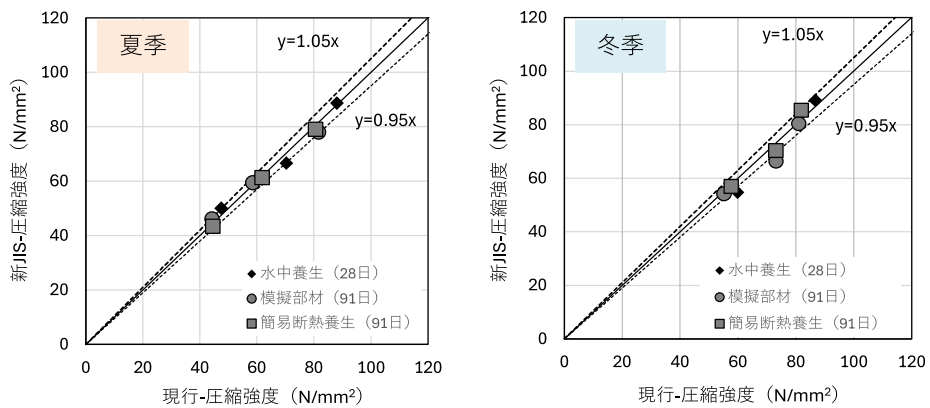 夏季
y=1.05x
y=0.95x
新JIS-圧縮強度（N/mm²）
120
100
80
60
40
20
0
◆水中養生（28日）
模擬部材（91日）
簡易断熱養生（91日）
0 20 40 60 80 100 120
現行-圧縮強度（N/mm²）
冬季
y=1.05x
y=0.95x
新JIS-圧縮強度（N/mm²）
120
100
80
60
40
20
0
◆水中養生（28日）
模擬部材（91日）
簡易断熱養生（91日）
0 20 40 60 80 100 120
現行-圧縮強度（N/mm²）